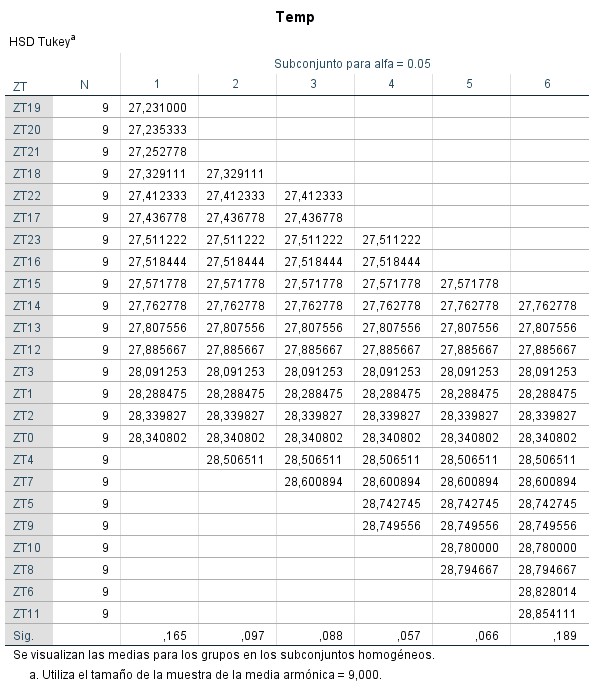 Temp
HSD Tukeyª
Subconjunto para alfa = 0.05
ZT N 1 2 3 4 5 6
ZT19 9 27,231000
ZT20 9 27,235333
ZT21 9 27,252778
ZT18 9 27,329111 27,329111
ZT22 9 27,412333 27,412333 27,412333
ZT17 9 27,436778 27,436778 27,436778
ZT23 9 27,511222 27,511222 27,511222 27,511222
ZT16 9 27,518444 27,518444 27,518444 27,518444
ZT15 9 27,571778 27,571778 27,571778 27,571778 27,571778
ZT14 9 27,762778 27,762778 27,762778 27,762778 27,762778 27,762778
ZT13 9 27,807556 27,807556 27,807556 27,807556 27,807556 27,807556
ZT12 9 27,885667 27,885667 27,885667 27,885667 27,885667 27,885667
ZT3 9 28,091253 28,091253 28,091253 28,091253 28,091253 28,091253
ZT1 9 28,288475 28,288475 28,288475 28,288475 28,288475 28,288475
ZT2 9 28,339827 28,339827 28,339827 28,339827 28,339827 28,339827
ZT0 9 28,340802 28,340802 28,340802 28,340802 28,340802 28,340802
ZT4 9 28,506511 28,506511 28,506511 28,506511 28,506511
ZT7 9 28,600894 28,600894 28,600894 28,600894
ZT5 9 28,742745 28,742745 28,742745
ZT9 9 28,749556 28,749556 28,749556
ZT10 9 28,780000 28,780000
ZT8 9 28,794667 28,794667
ZT6 9 28,828014
ZT11 9 28,854111
Sig. ,165 ,097 ,088 ,057 ,066 ,189
Se visualizan las medias para los grupos en los subconjuntos homogéneos.
a. Utiliza el tamaño de la muestra de la media armónica = 9,000.